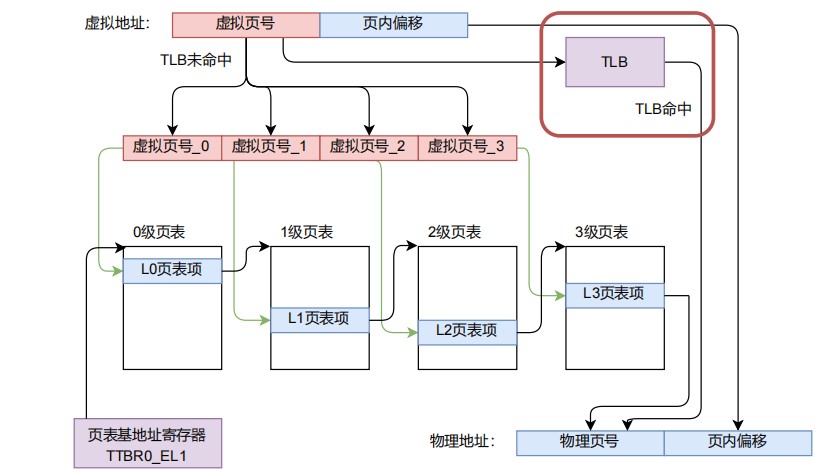 虚拟地址：
虚拟页号
页内偏移
TLB未命中
TLB
TLB命中
虚拟页号_0
虚拟页号_1
虚拟页号_2
虚拟页号_3
0级页表
1级页表
2级页表
3级页表
L0页表项
L1页表项
L2页表项
L3页表项
页表基地址寄存器
TTBR0_EL1
物理地址：
物理页号
页内偏移